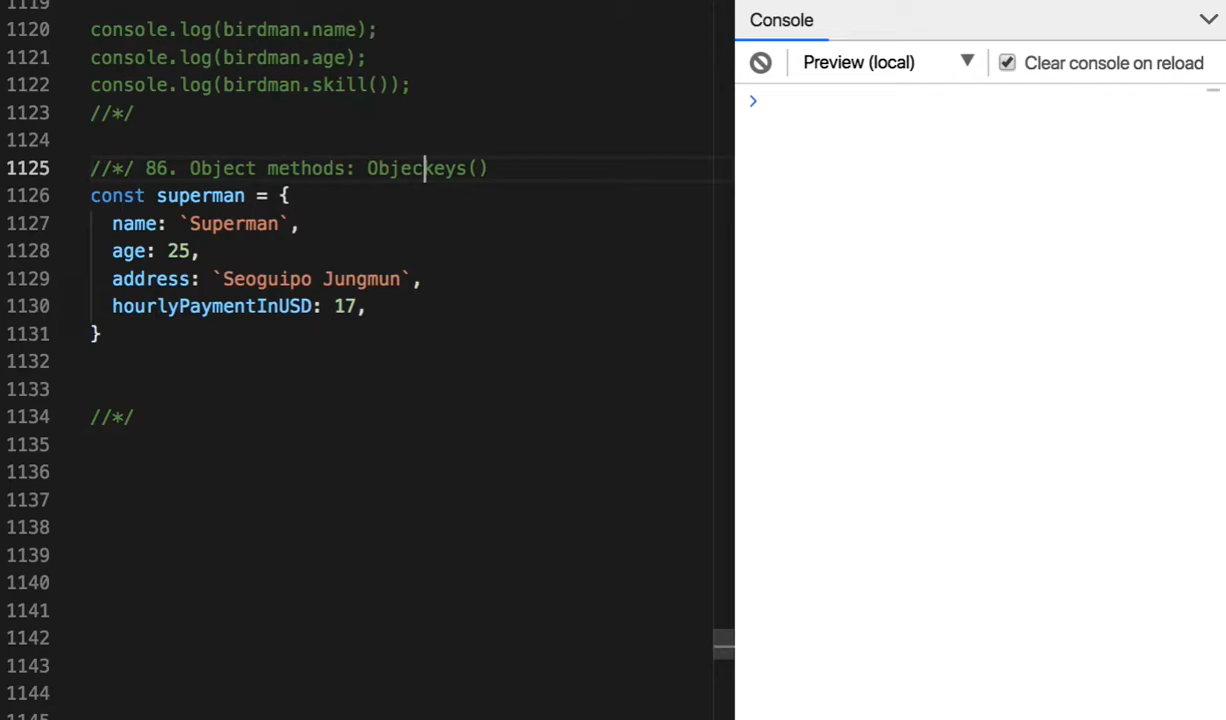 1119
1120 console.log(birdman.name);
1121 console.log(birdman.age);
1122 console.log(birdman.skill());
1123 //*/
1124
1125 //*/ 86. Object methods: Objeckeys()
1126 const superman = {
1127 name: `Superman`,
1128 age: 25,
1129 address: `Seoguipo Jungmun`,
1130 hourlyPaymentInUSD: 17,
1131 }
1132
1133
1134 //*/
1135
1136
1137
1138
1139
1140
1141
1142
1143
1144
1145
Console
Preview (local) Clear console on reload